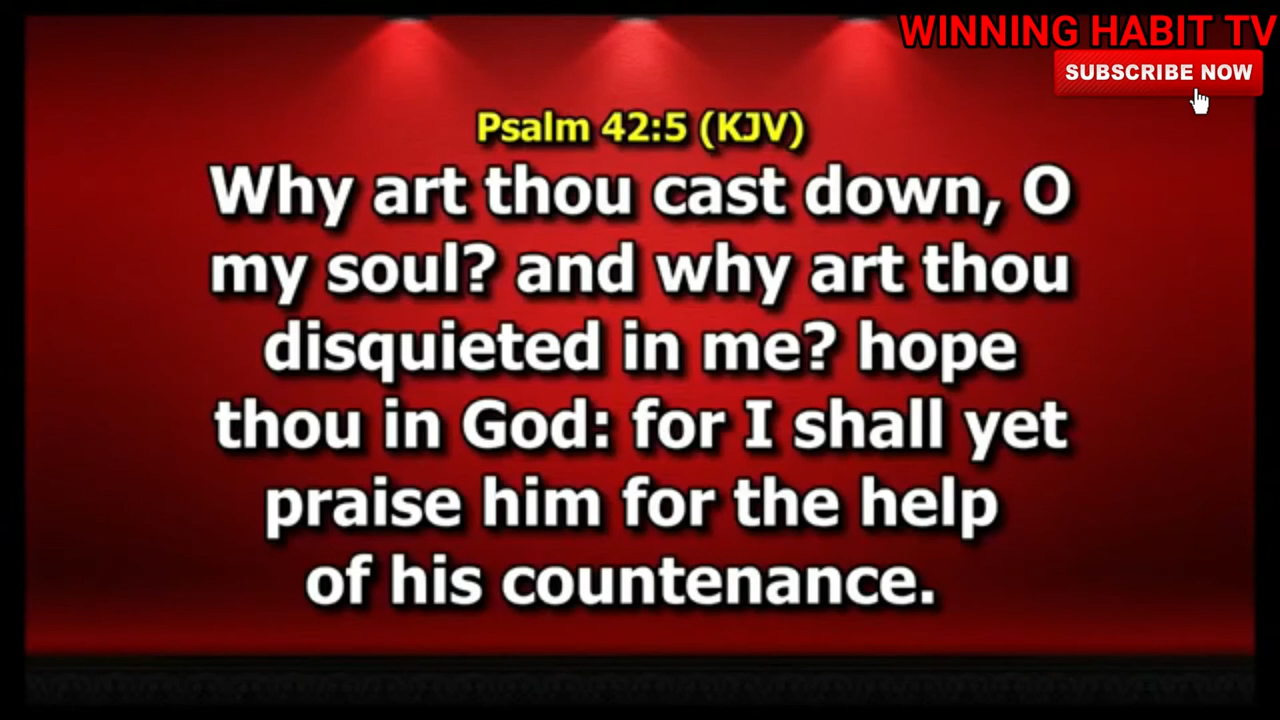 WINNING HABIT TV
SUBSCRIBE NOW
Psalm 42:5 (KJV)
Why art thou cast down, O
my soul? and why art thou
disquieted in me? hope
thou in God: for I shall yet
praise him for the help
of his countenance.